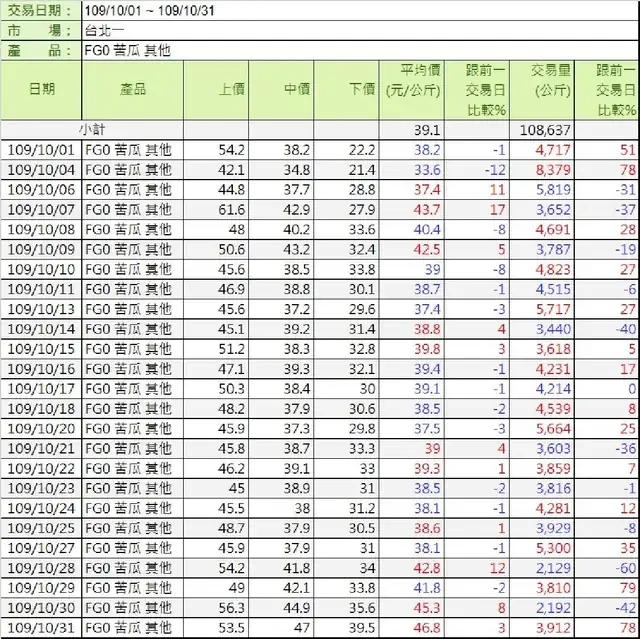 交易日期： 109/10/01 ~ 109/10/31
市 場： 台北一
產 品： FG0 苦瓜 其他
日期 產品 上價 中價 下價 平均價 (元/公斤) 跟前一交易日比較% 交易量 (公斤) 跟前一交易日比較%
小計 39.1 108,637
109/10/01 FG0 苦瓜 其他 54.2 38.2 22.2 38.2 -1 4,717 51
109/10/04 FG0 苦瓜 其他 42.1 34.8 21.4 33.6 -12 8,379 78
109/10/06 FG0 苦瓜 其他 44.8 37.7 28.8 37.4 11 5,819 -31
109/10/07 FG0 苦瓜 其他 61.6 42.9 27.9 43.7 17 3,652 -37
109/10/08 FG0 苦瓜 其他 48 40.2 33.6 40.4 -8 4,691 28
109/10/09 FG0 苦瓜 其他 50.6 43.2 32.4 42.5 5 3,787 -19
109/10/10 FG0 苦瓜 其他 45.6 38.5 33.8 39 -8 4,823 27
109/10/11 FG0 苦瓜 其他 46.9 38.8 30.1 38.7 -1 4,515 -6
109/10/13 FG0 苦瓜 其他 45.6 37.2 29.6 37.4 -3 5,717 27
109/10/14 FG0 苦瓜 其他 45.1 39.2 31.4 38.8 4 3,440 -40
109/10/15 FG0 苦瓜 其他 51.2 38.3 32.8 39.8 3 3,618 5
109/10/16 FG0 苦瓜 其他 47.1 39.3 32.1 39.4 -1 4,231 17
109/10/17 FG0 苦瓜 其他 50.3 38.4 30 39.1 -1 4,214 0
109/10/18 FG0 苦瓜 其他 48.2 37.9 30.6 38.5 -2 4,539 8
109/10/20 FG0 苦瓜 其他 45.9 37.3 29.8 37.5 -3 5,664 25
109/10/21 FG0 苦瓜 其他 45.8 38.7 33.3 39 4 3,603 -36
109/10/22 FG0 苦瓜 其他 46.2 39.1 33 39.3 1 3,859 7
109/10/23 FG0 苦瓜 其他 45 38.9 31 38.5 -2 3,816 -1
109/10/24 FG0 苦瓜 其他 45.5 38 31.2 38.1 -1 4,281 12
109/10/25 FG0 苦瓜 其他 48.7 37.9 30.5 38.6 1 3,929 -8
109/10/27 FG0 苦瓜 其他 45.9 37.9 31 38.1 -1 5,300 35
109/10/28 FG0 苦瓜 其他 54.2 41.8 34 42.8 12 2,129 -60
109/10/29 FG0 苦瓜 其他 49 42.1 33.8 41.8 -2 3,810 79
109/10/30 FG0 苦瓜 其他 56.3 44.9 35.6 45.3 8 2,192 -42
109/10/31 FG0 苦瓜 其他 53.5 47 39.5 46.8 3 3,912 78